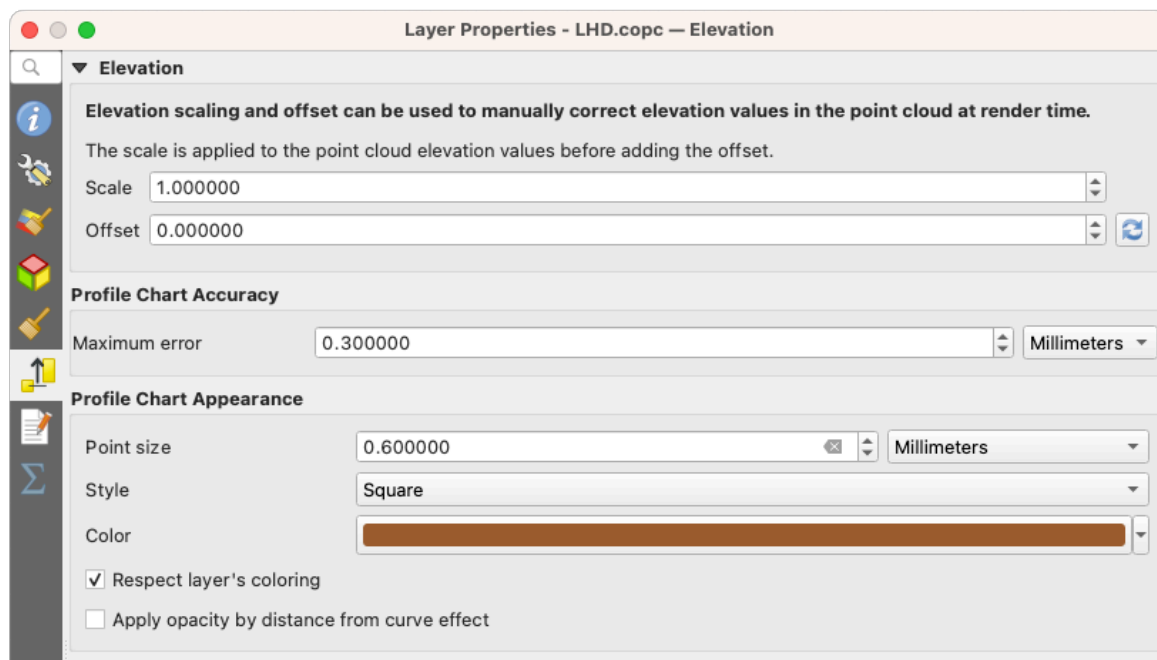 Layer Properties - LHD.copc — Elevation
Elevation
Elevation scaling and offset can be used to manually correct elevation values in the point cloud at render time.
The scale is applied to the point cloud elevation values before adding the offset.
Scale 1.000000
Offset 0.000000
Profile Chart Accuracy
Maximum error 0.300000 Millimeters
Profile Chart Appearance
Point size 0.600000 Millimeters
Style Square
Color
Respect layer's coloring
Apply opacity by distance from curve effect